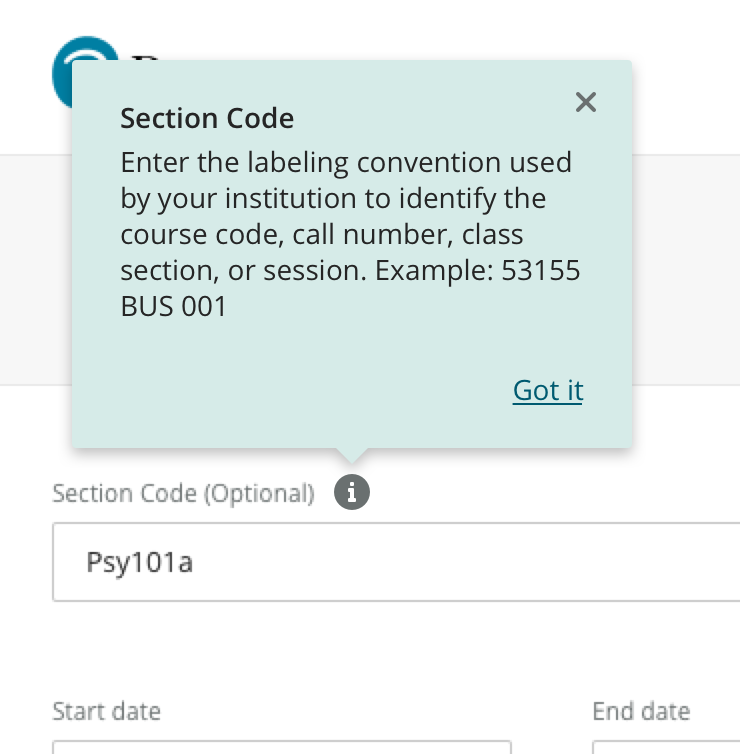 Section Code
Enter the labeling convention used
by your institution to identify the
course code, call number, class
section, or session. Example: 53155
BUS 001
Got it
Section Code (Optional)
Psy101a
Start date
End date